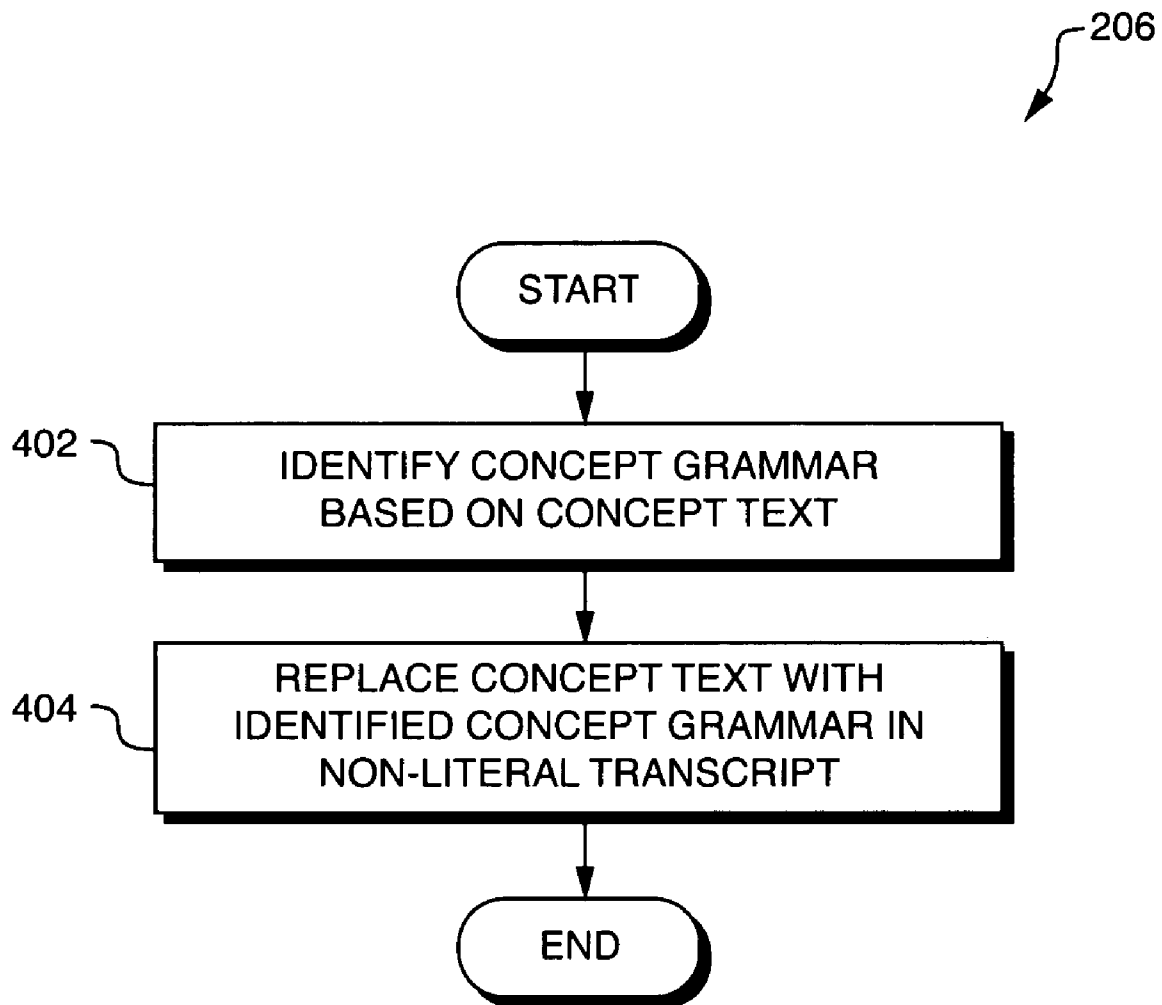 206
START
402
IDENTIFY CONCEPT GRAMMAR
BASED ON CONCEPT TEXT
404
REPLACE CONCEPT TEXT WITH
IDENTIFIED CONCEPT GRAMMAR IN
NON-LITERAL TRANSCRIPT
END